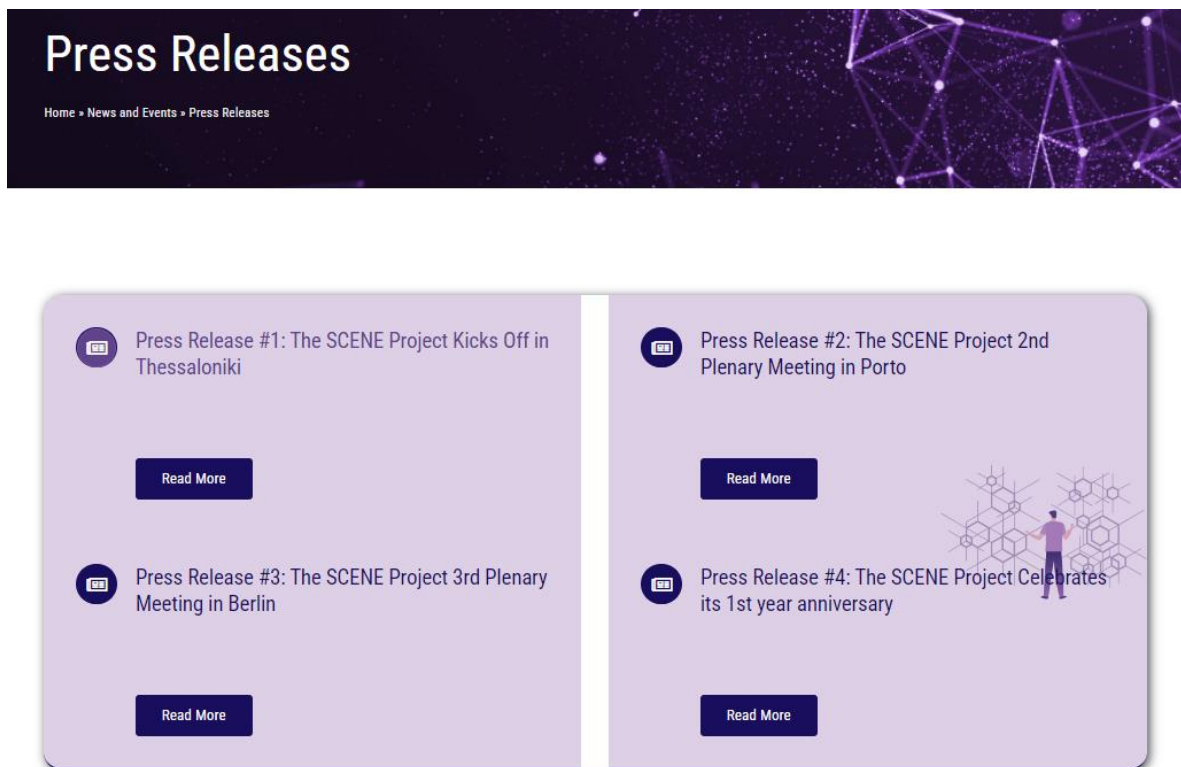 Press Releases
Home » News and Events » Press Releases
Press Release #1: The SCENE Project Kicks Off in
Thessaloniki
Read More
Press Release #2: The SCENE Project 2nd
Plenary Meeting in Porto
Read More
Press Release #3: The SCENE Project 3rd Plenary
Meeting in Berlin
Read More
Press Release #4: The SCENE Project Celebrates
its 1st year anniversary
Read More